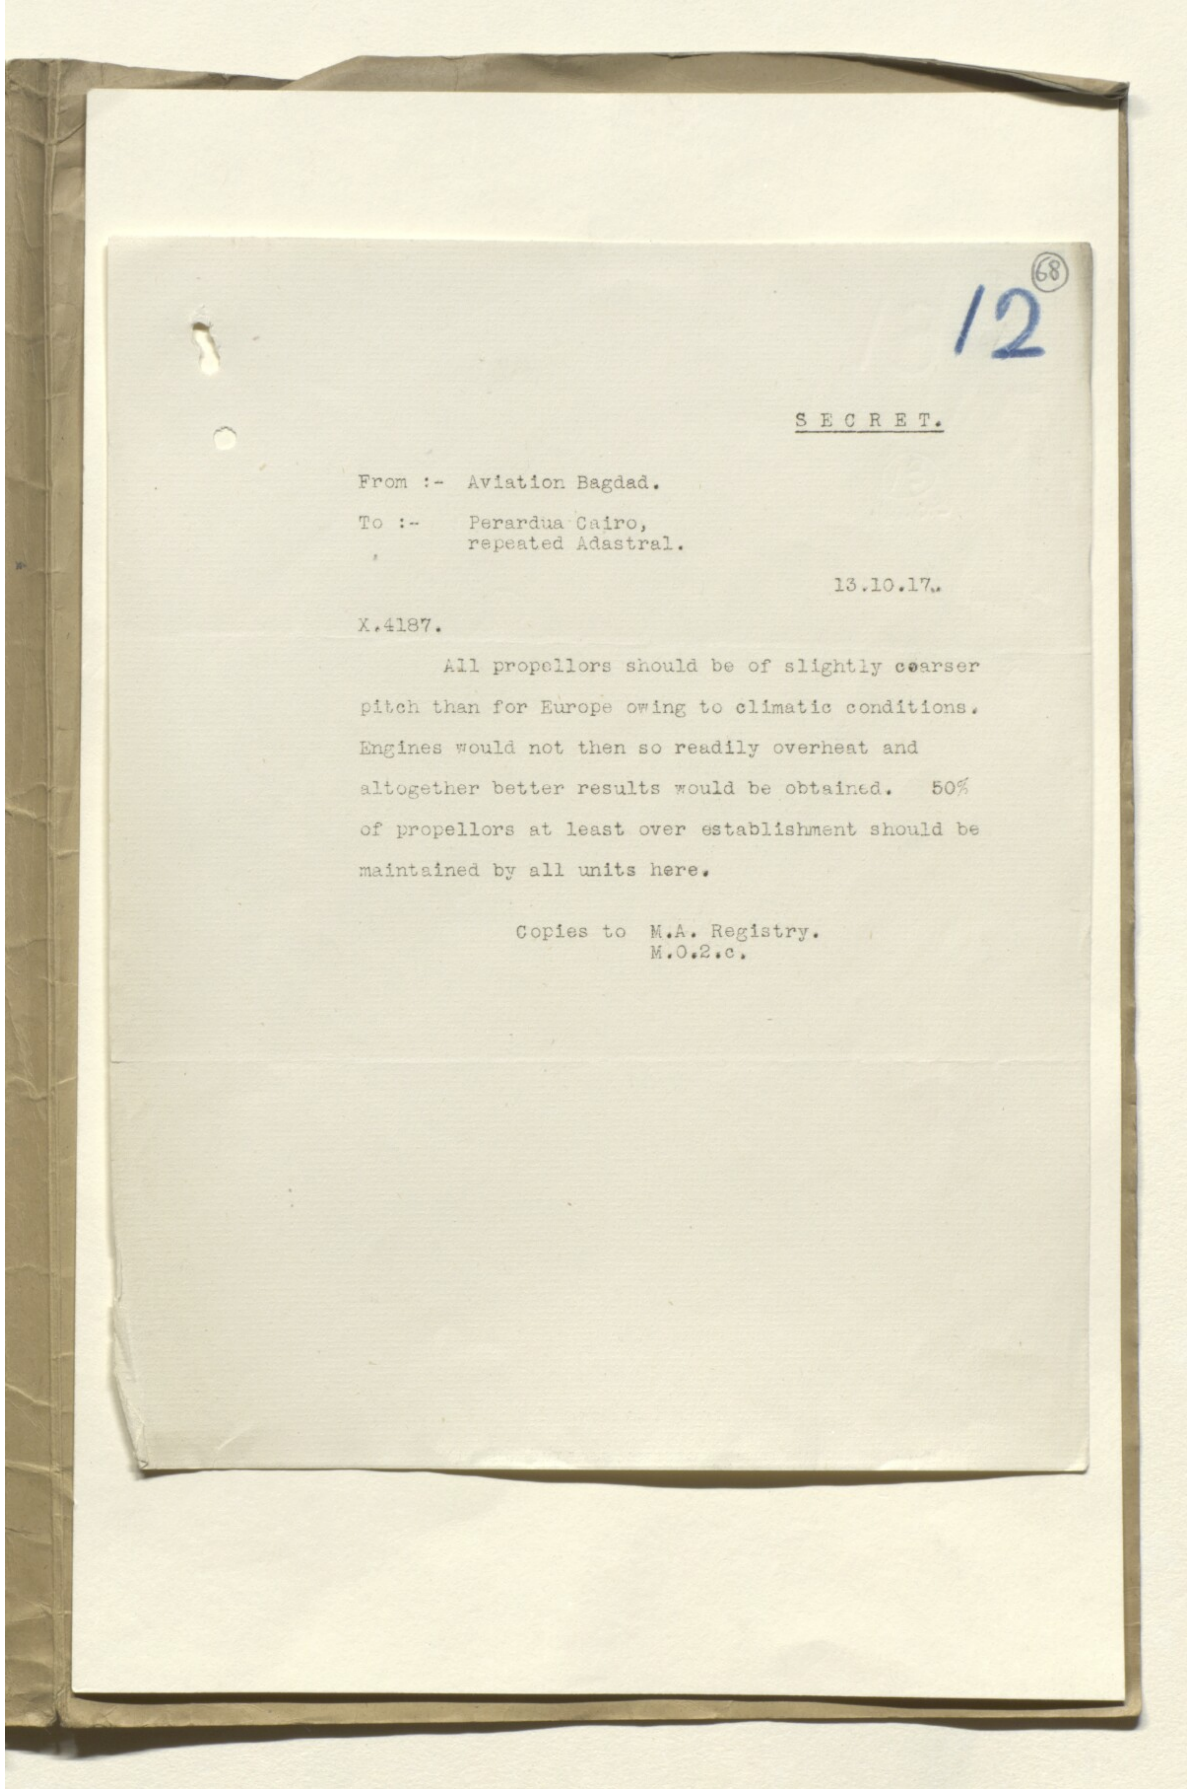 68
12
SECRET.
From :- Aviation Bagdad.
To :- Perardua Cairo,
repeated Adastral.
13.10.17.
X.4187.
All propellors should be of slightly coarser
pitch than for Europe owing to climatic conditions.
Engines would not then so readily overheat and
altogether better results would be obtained. 50%
of propellors at least over establishment should be
maintained by all units here.
Copies to M.A. Registry.
M.O.2.c.